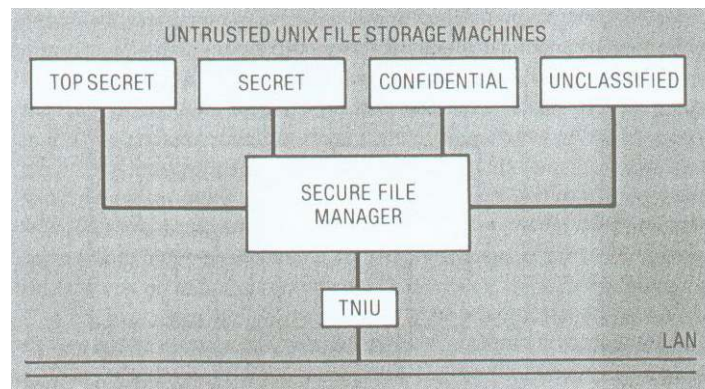 UNTRUSTED UNIX FILE STORAGE MACHINES
TOP SECRET
SECRET
CONFIDENTIAL
UNCLASSIFIED
SECURE FILE
MANAGER
TNIU
LAN